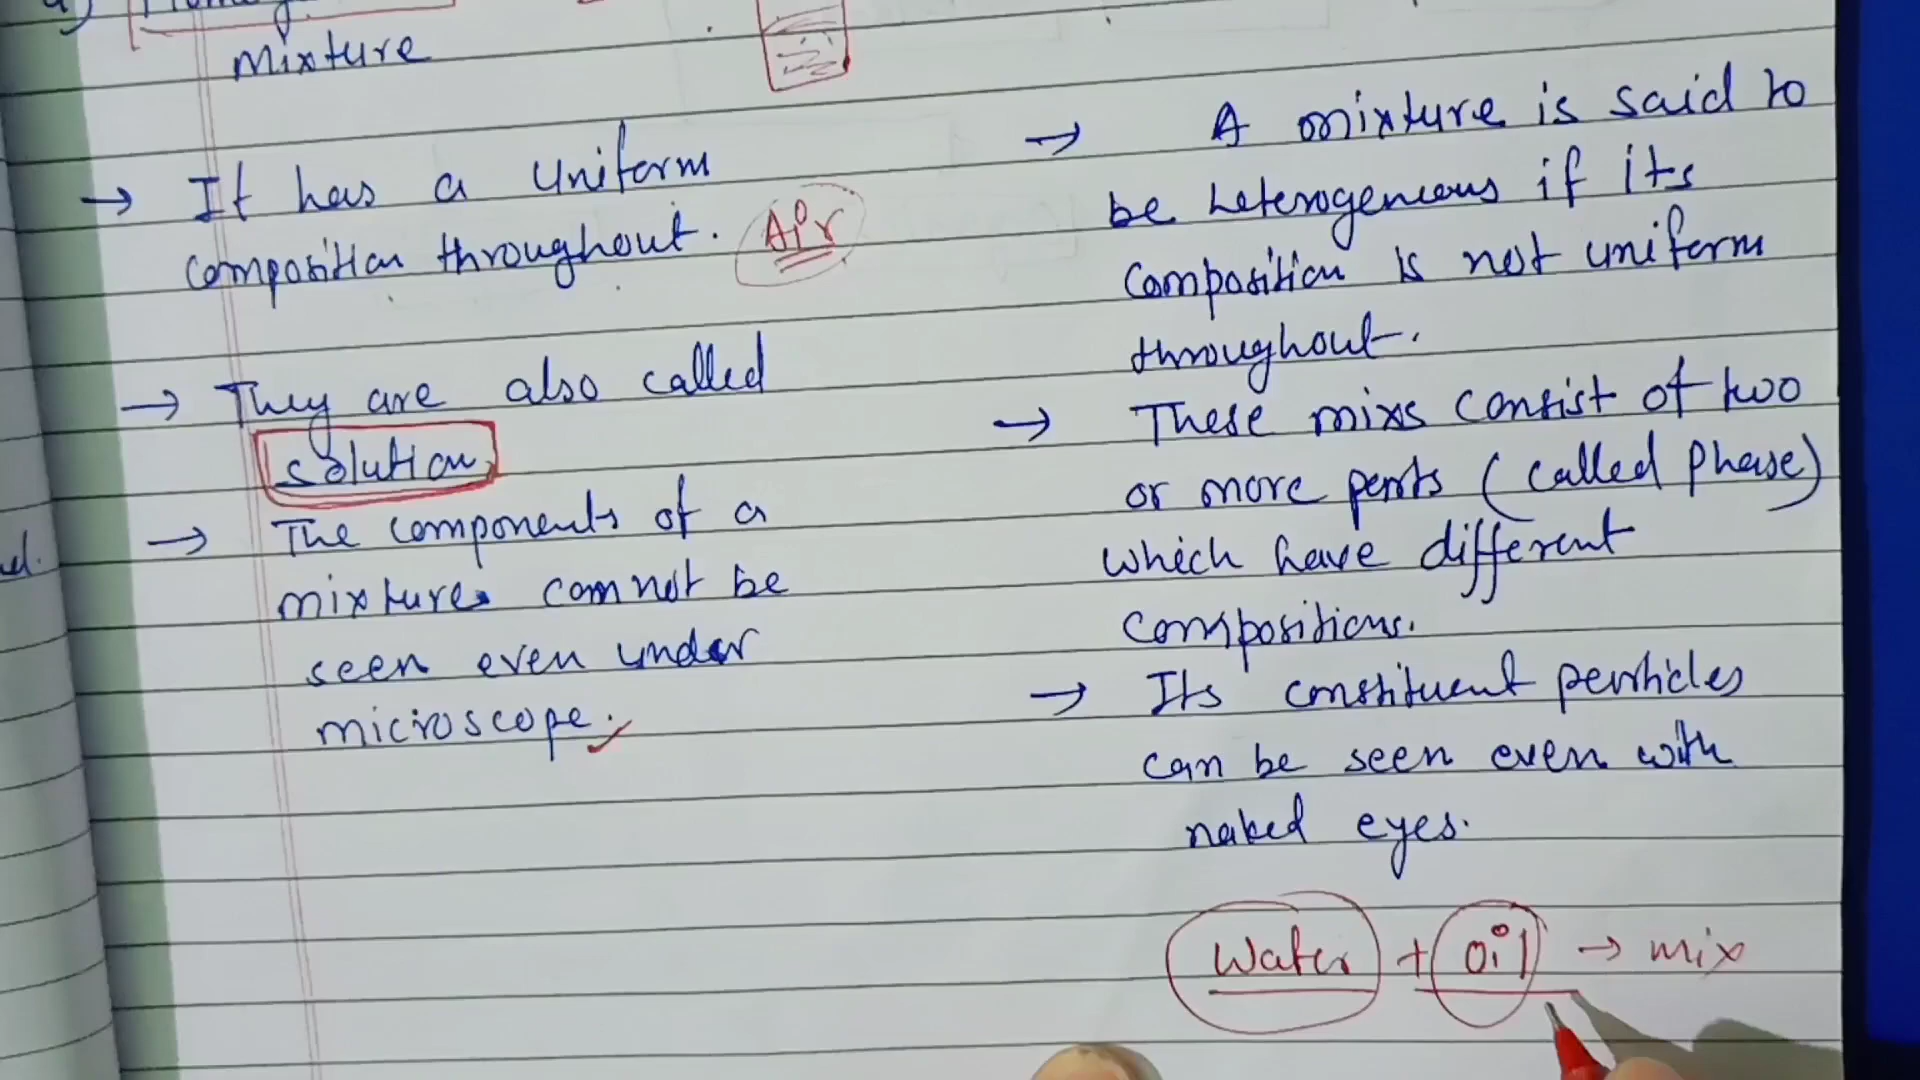 a)
mixture
→ It has a uniform
composition throughout. Air
→ They are also called
solution
→ The components of a
mixture cannot be
seen even under
microscope.
→ A mixture is said to
be heterogeneous if its
composition is not uniform
throughout.
→ These mixs consist of two
or more parts (called phase)
which have different
compositions.
→ Its constituent particles
can be seen even with
naked eyes.
Water + Oil → mix